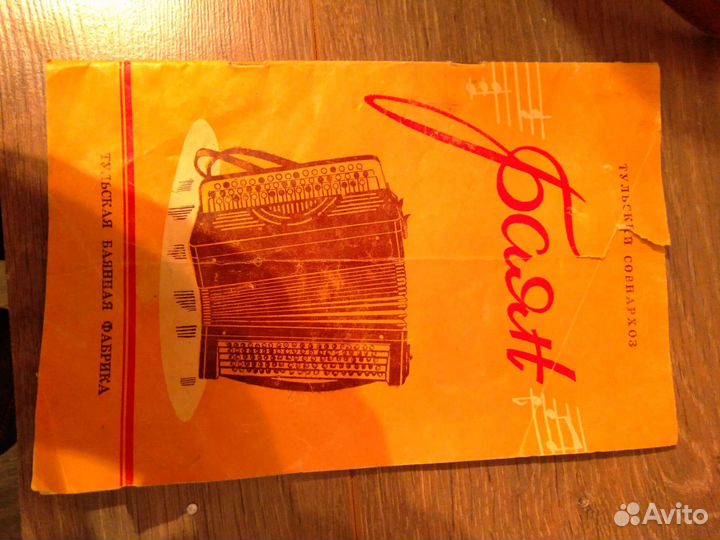 ТУЛЬСКИЙ СОВНАРХОЗ
Баян
ТУЛЬСКАЯ БАЯННАЯ ФАБРИКА
Avito